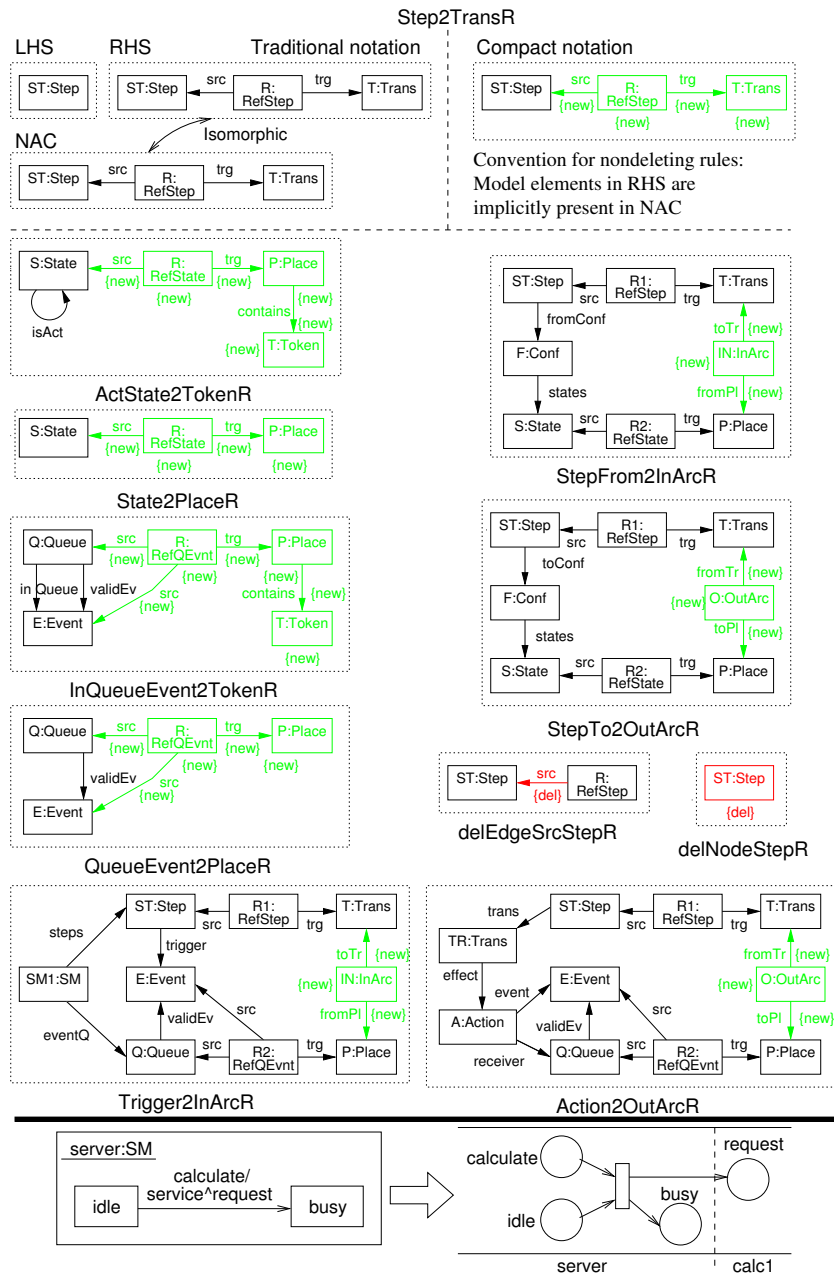 Step2TransR
LHS
RHS
Traditional notation
Compact notation
ST:Step
ST:Step
src
R:
RefStep
trg
T:Trans
ST:Step
src
{new}
R:
RefStep
{new}
trg
{new}
T:Trans
{new}
Isomorphic
NAC
ST:Step
src
R:
RefStep
trg
T:Trans
Convention for nondeleting rules:
Model elements in RHS are
implicitly present in NAC
S:State
isAct
src
{new}
R:
RefState
{new}
trg
{new}
P:Place
{new}
contains
{new}
{new}
T:Token
ActState2TokenR
S:State
src
{new}
R:
RefState
{new}
trg
{new}
P:Place
{new}
State2PlaceR
Q:Queue
src
{new}
R:
RefQEvnt
{new}
trg
{new}
P:Place
{new}
in Queue
validEv
src
{new}
contains
{new}
E:Event
T:Token
{new}
InQueueEvent2TokenR
Q:Queue
src
{new}
R:
RefQEvnt
{new}
trg
{new}
P:Place
{new}
validEv
src
{new}
E:Event
QueueEvent2PlaceR
ST:Step
src
R1:
RefStep
trg
T:Trans
fromConf
toTr
{new}
F:Conf
{new}
IN:InArc
states
fromPl
{new}
S:State
src
R2:
RefState
trg
P:Place
StepFrom2InArcR
ST:Step
src
R1:
RefStep
trg
T:Trans
toConf
fromTr
{new}
F:Conf
{new}
O:OutArc
states
toPl
{new}
S:State
src
R2:
RefState
trg
P:Place
StepTo2OutArcR
ST:Step
src
{del}
R:
RefStep
delEdgeSrcStepR
ST:Step
{del}
delNodeStepR
ST:Step
src
R1:
RefStep
trg
T:Trans
steps
trigger
toTr
{new}
SM1:SM
E:Event
{new}
IN:InArc
src
fromPl
{new}
eventQ
validEv
Q:Queue
src
R2:
RefQEvnt
trg
P:Place
Trigger2InArcR
ST:Step
src
R1:
RefStep
trg
T:Trans
trans
TR:Trans
fromTr
{new}
effect
event
E:Event
{new}
O:OutArc
src
toPl
{new}
A:Action
validEv
receiver
Q:Queue
src
R2:
RefQEvnt
trg
P:Place
Action2OutArcR
server:SM
calculate/
service^request
idle
busy
calculate
request
busy
idle
server
calc1